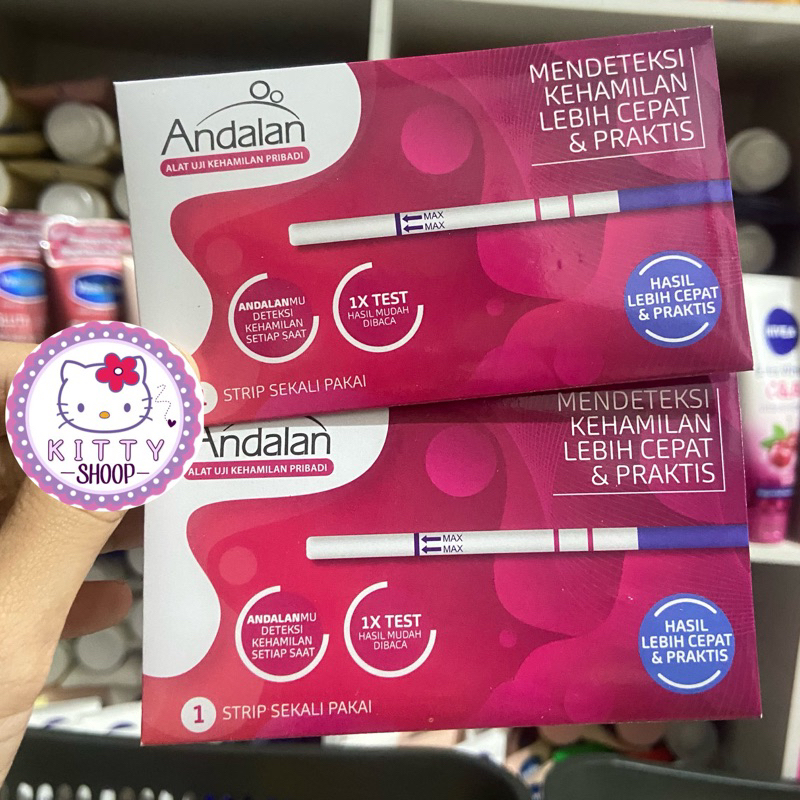 Andalan
ALAT UJI KEHAMILAN PRIBADI
MENDETEKSI
KEHAMILAN
LEBIH CEPAT
& PRAKTIS
MAX
MAX
ANDALANMU
DETEKSI
KEHAMILAN
SETIAP SAAT
1X TEST
HASIL MUDAH
DIBACA
HASIL
LEBIH CEPAT
& PRAKTIS
STRIP SEKALI PAKAI
KITTY
SHOOP
Andalan
ALAT UJI KEHAMILAN PRIBADI
MENDETEKSI
KEHAMILAN
LEBIH CEPAT
& PRAKTIS
MAX
MAX
ANDALANMU
DETEKSI
KEHAMILAN
SETIAP SAAT
1X TEST
HASIL MUDAH
DIBACA
HASIL
LEBIH CEPAT
& PRAKTIS
1 STRIP SEKALI PAKAI
NIVEA